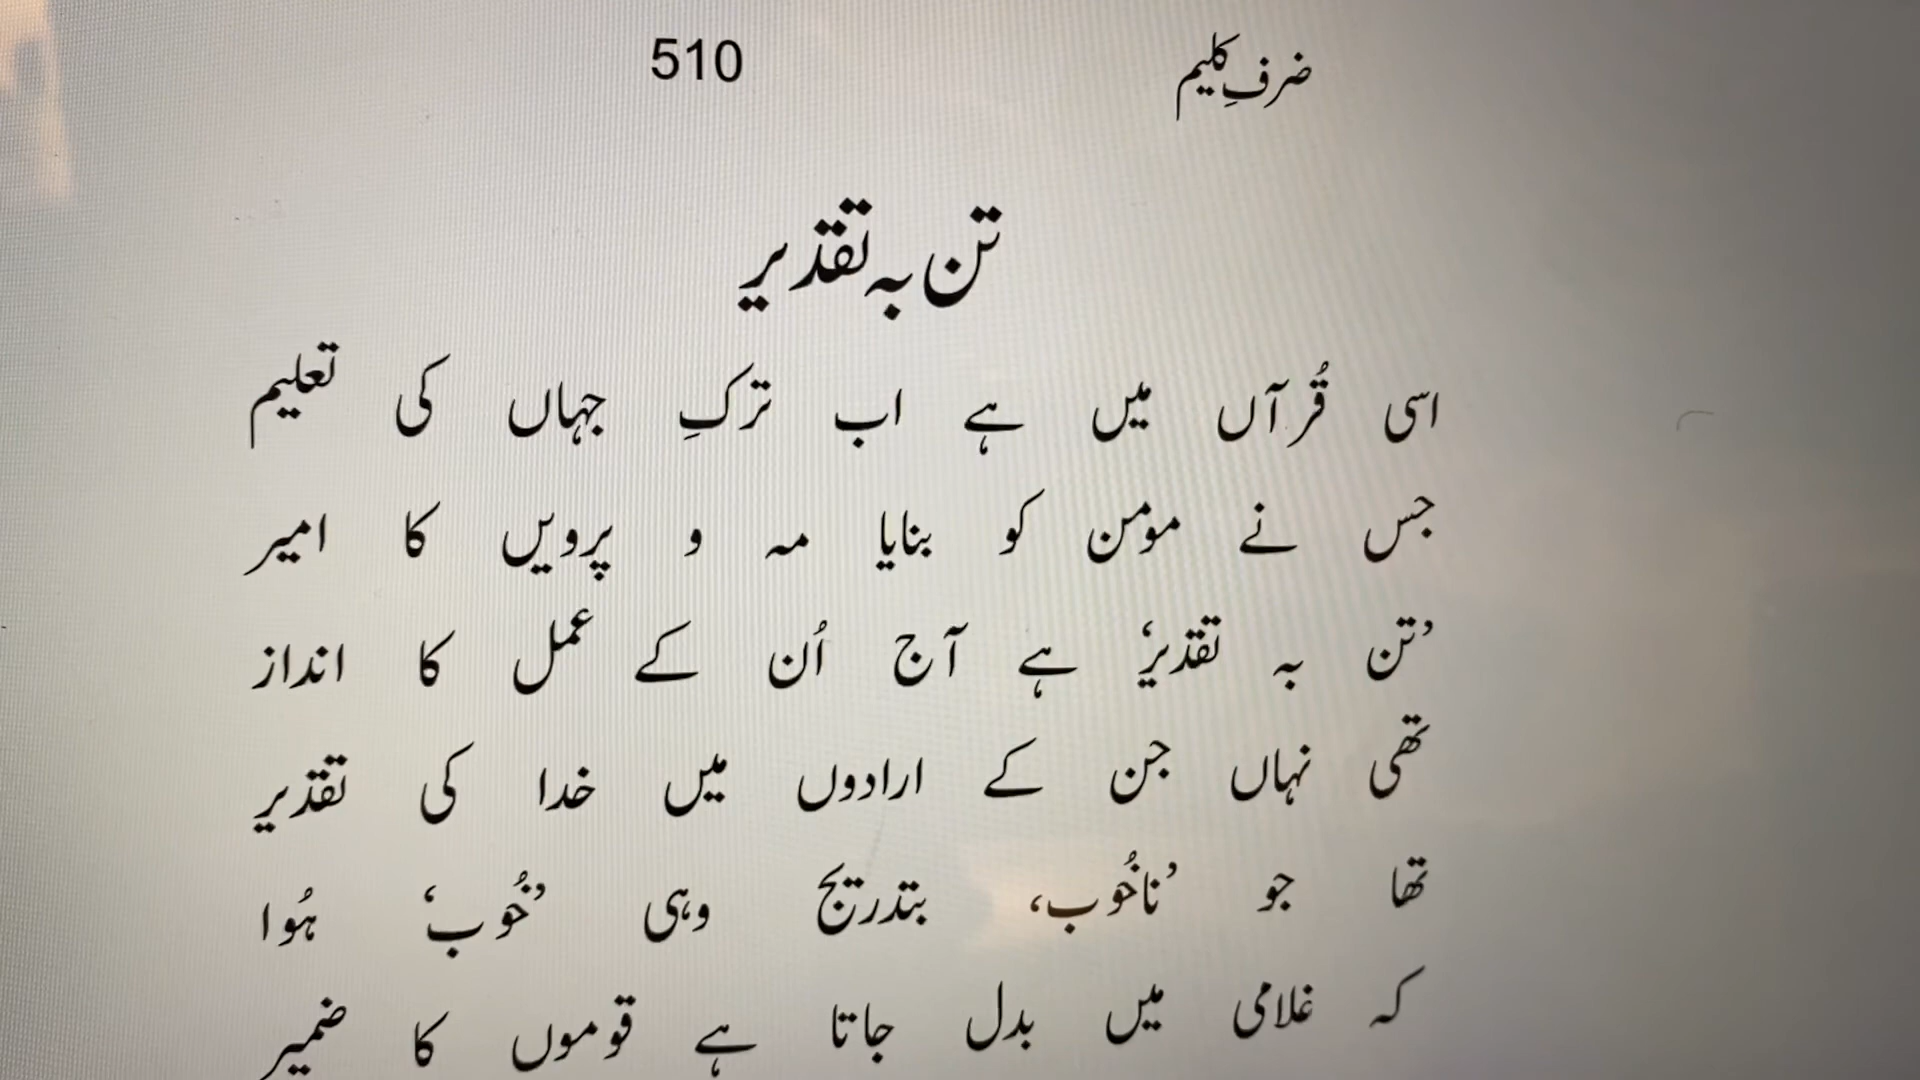 ضرفِ کلیم 510
تن بہ تقدیر
اسی قُرآں میں ہے اب ترکِ جہاں کی تعلیم
جس نے مومن کو بنایا مہ و پرویں کا امیر
’تن بہ تقدیر‘ ہے آج اُن کے عمل کا انداز
تھی نہاں جن کے ارادوں میں خدا کی تقدیر
تھا جو ’ناخُوب، بتدریج وہی ’خُوب‘ ہُوا
کہ غلامی میں بدل جاتا ہے قوموں کا ضمیر